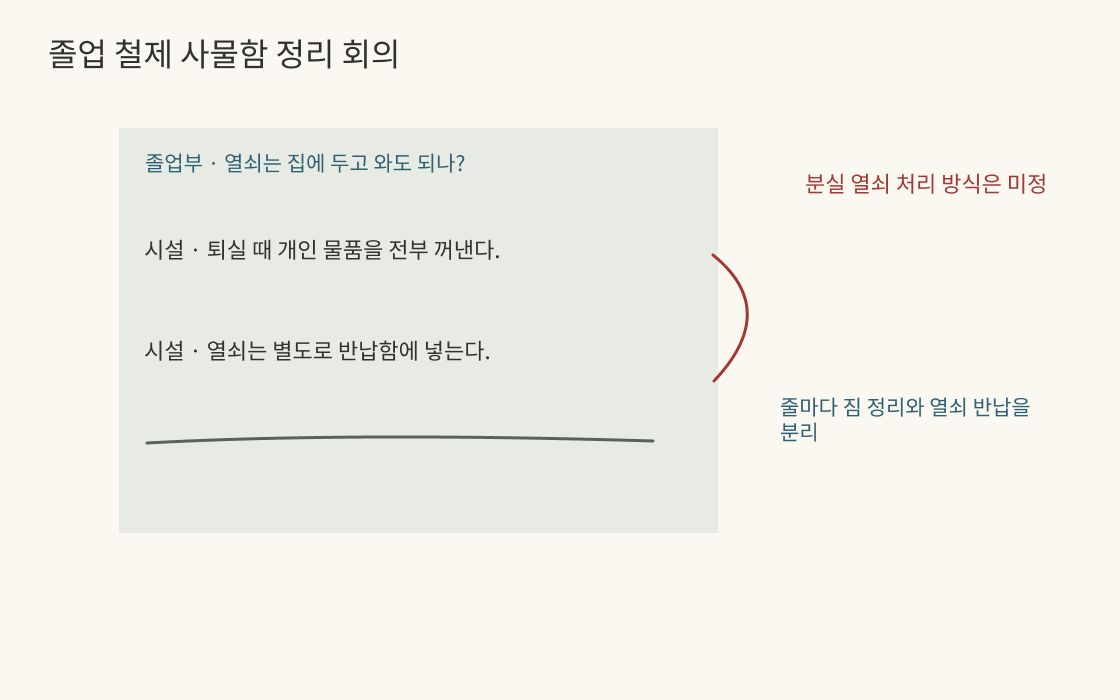 졸업 철제 사물함 정리 회의
졸업부 · 열쇠는 집에 두고 와도 되나?
시설 · 퇴실 때 개인 물품을 전부 꺼낸다.
시설 · 열쇠는 별도로 반납함에 넣는다.
분실 열쇠 처리 방식은 미정
줄마다 짐 정리와 열쇠 반납을
분리